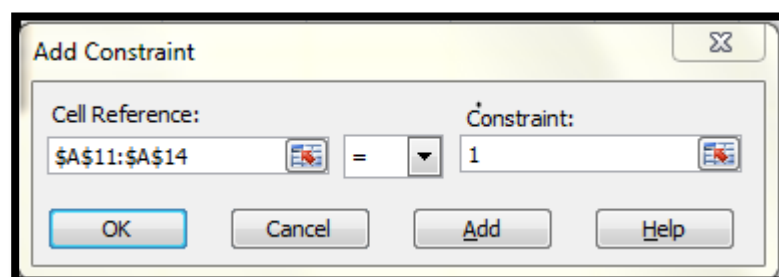 Add Constraint
Cell Reference:
Constraint:
$A$11:$A$14
=
1
OK
Cancel
Add
Help